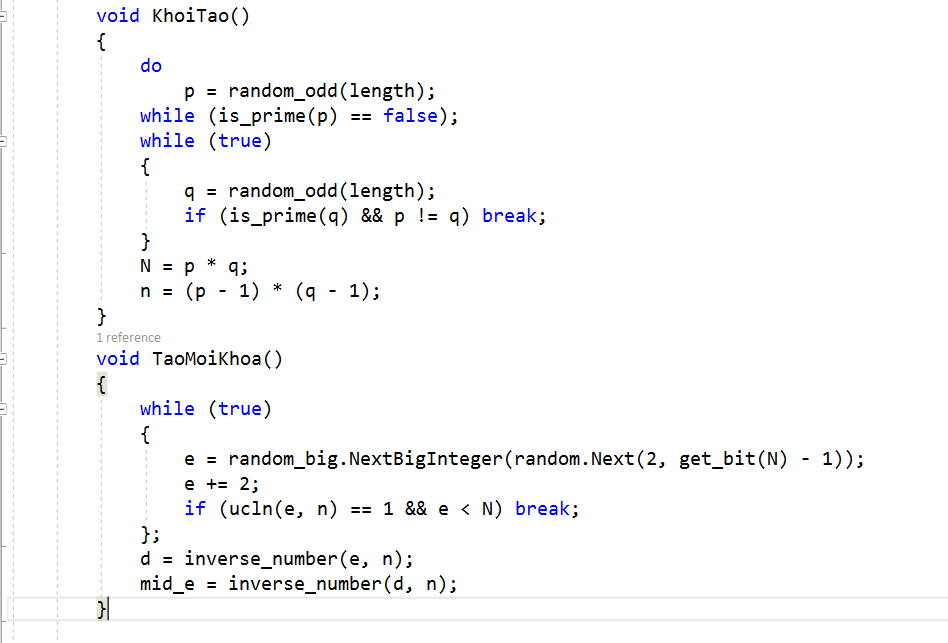 void KhoiTao()
{
do
p = random_odd(length);
while (is_prime(p) == false);
while (true)
{
q = random_odd(length);
if (is_prime(q) && p != q) break;
}
N = p * q;
n = (p - 1) * (q - 1);
}
1 reference
void TaoMoiKhoa()
{
while (true)
{
e = random_big.NextBigInteger(random.Next(2, get_bit(N) - 1));
e += 2;
if (ucln(e, n) == 1 && e < N) break;
};
d = inverse_number(e, n);
mid_e = inverse_number(d, n);
}